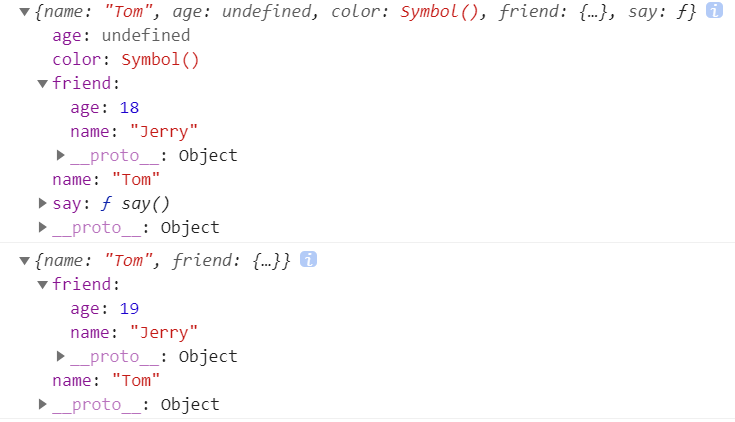 ▼{name: "Tom", age: undefined, color: Symbol(), friend: {…}, say: ƒ} i
age: undefined
color: Symbol()
▼friend:
age: 18
name: "Jerry"
▶__proto__: Object
name: "Tom"
▶say: ƒ say()
▶__proto__: Object
▼{name: "Tom", friend: {…}} i
▼friend:
age: 19
name: "Jerry"
▶__proto__: Object
name: "Tom"
▶__proto__: Object